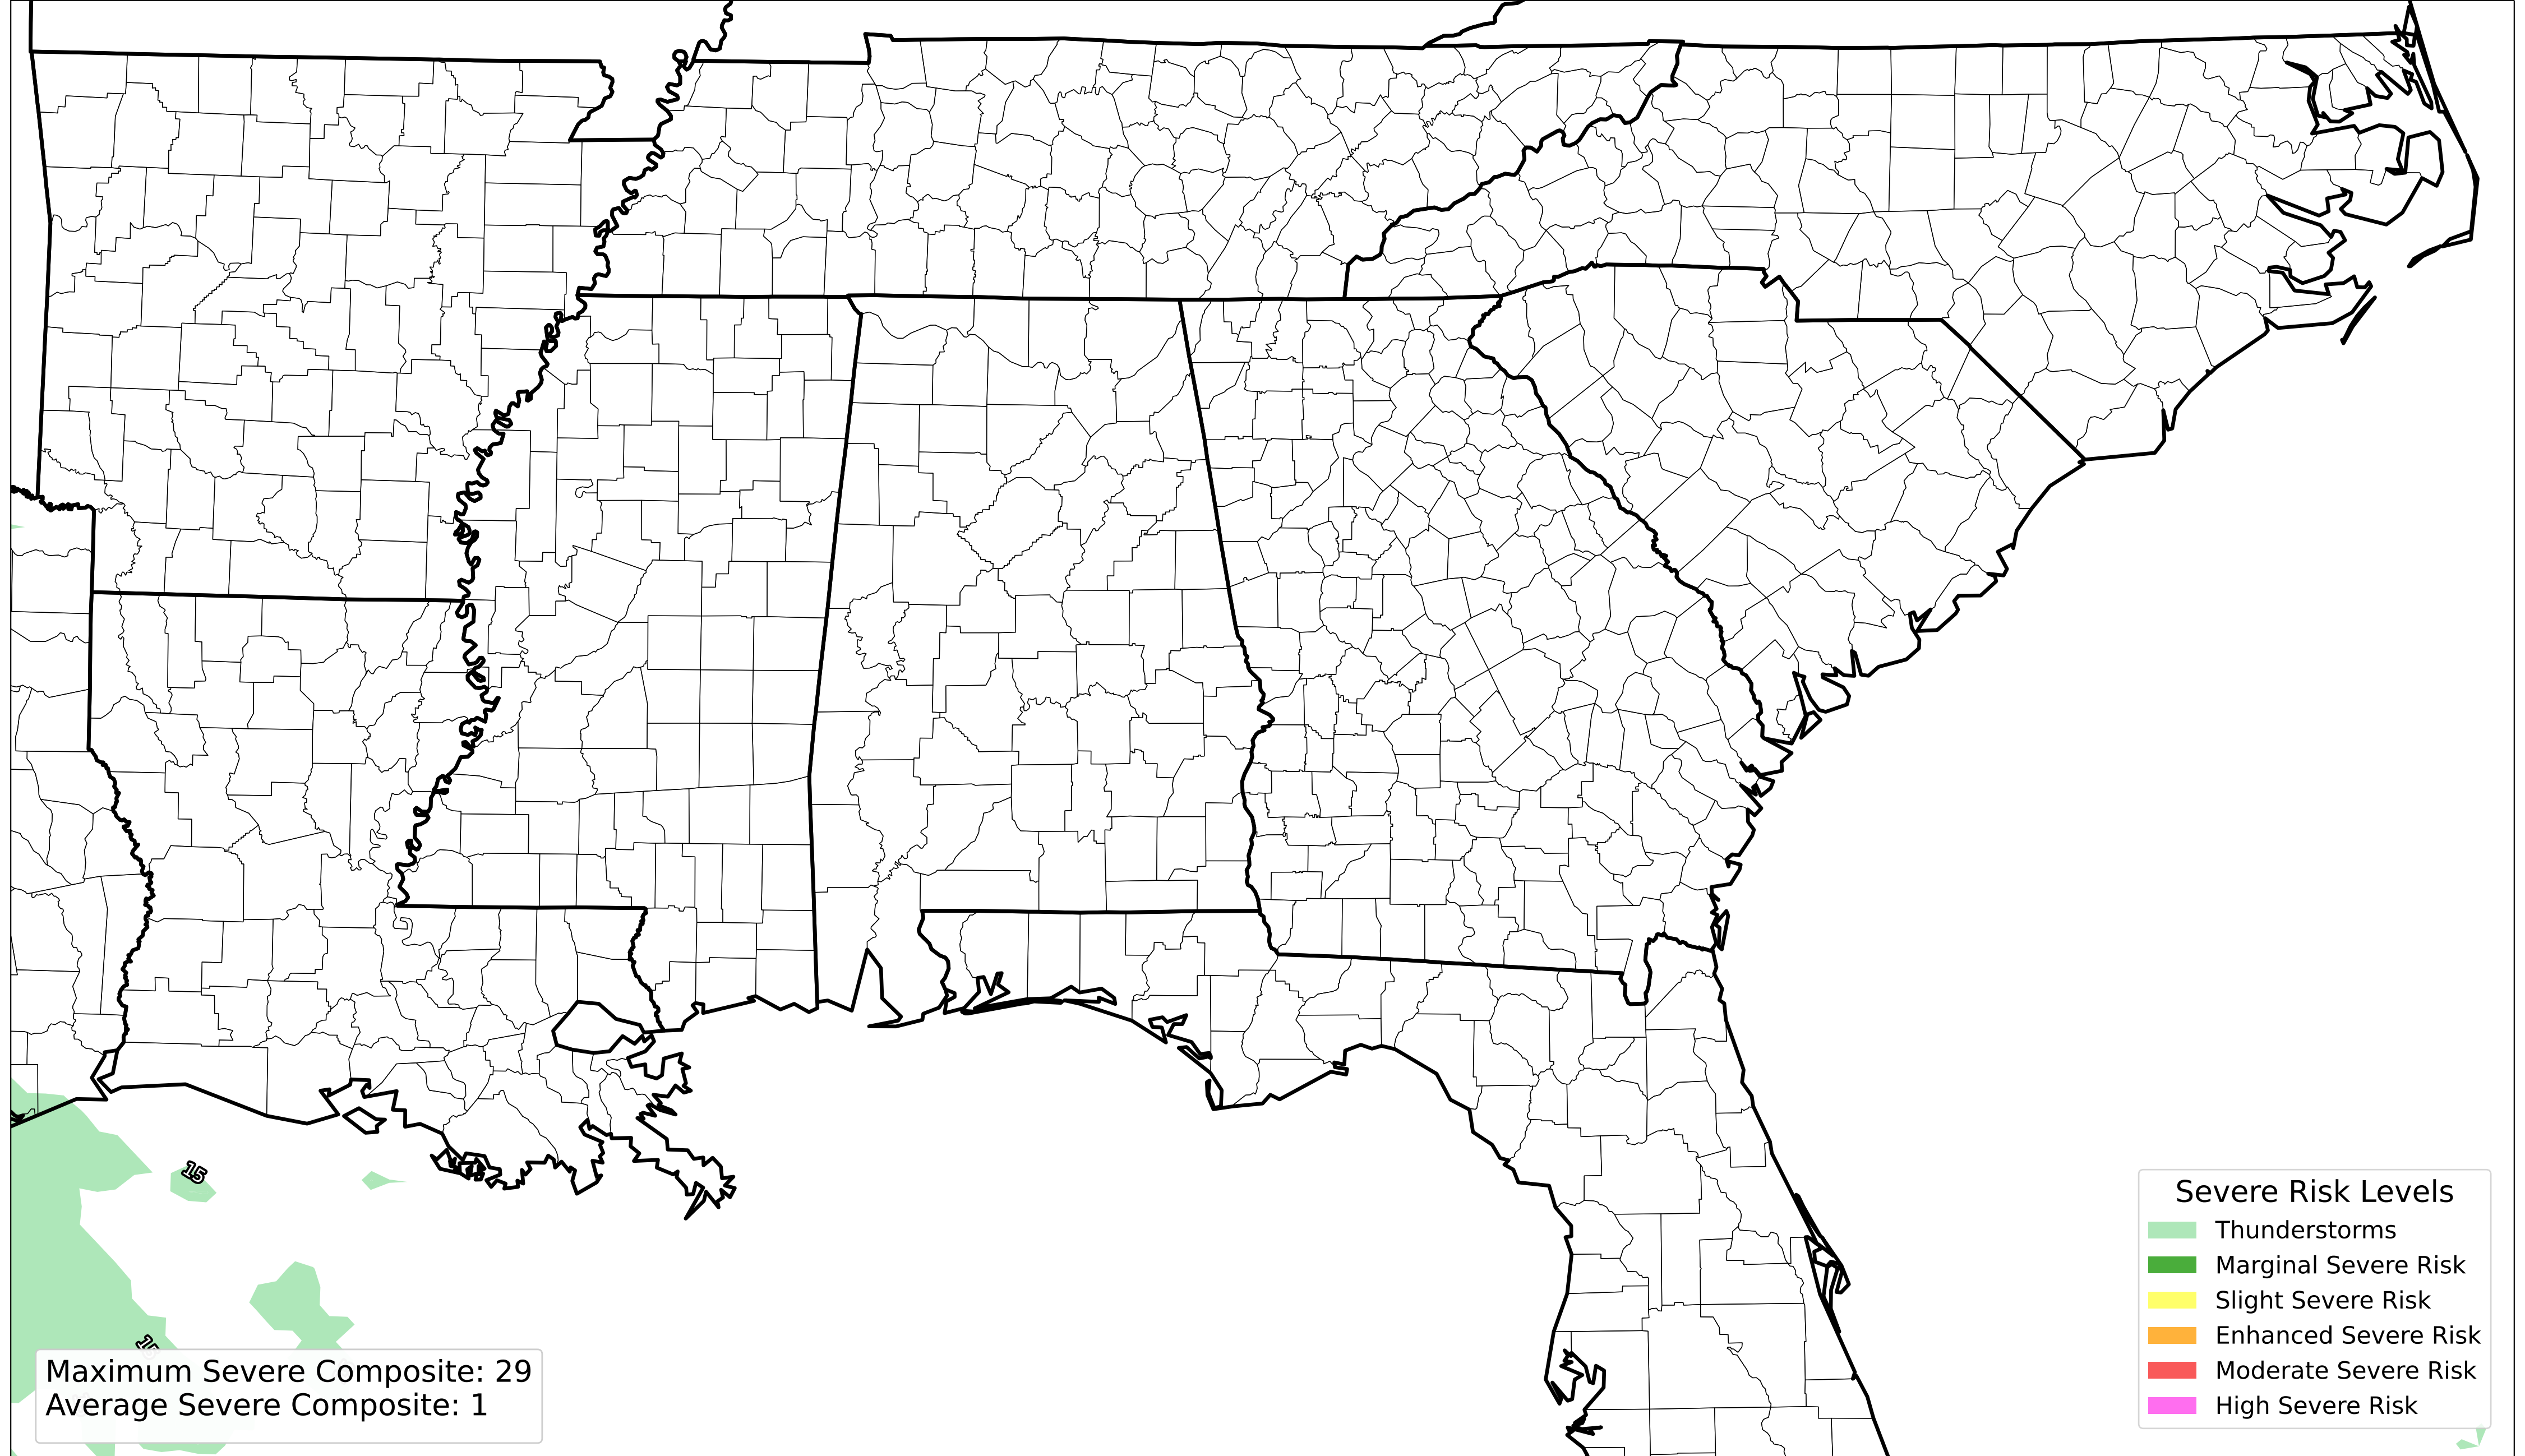 15
Maximum Severe Composite: 29
Average Severe Composite: 1
Severe Risk Levels
Thunderstorms
Marginal Severe Risk
Slight Severe Risk
Enhanced Severe Risk
Moderate Severe Risk
High Severe Risk